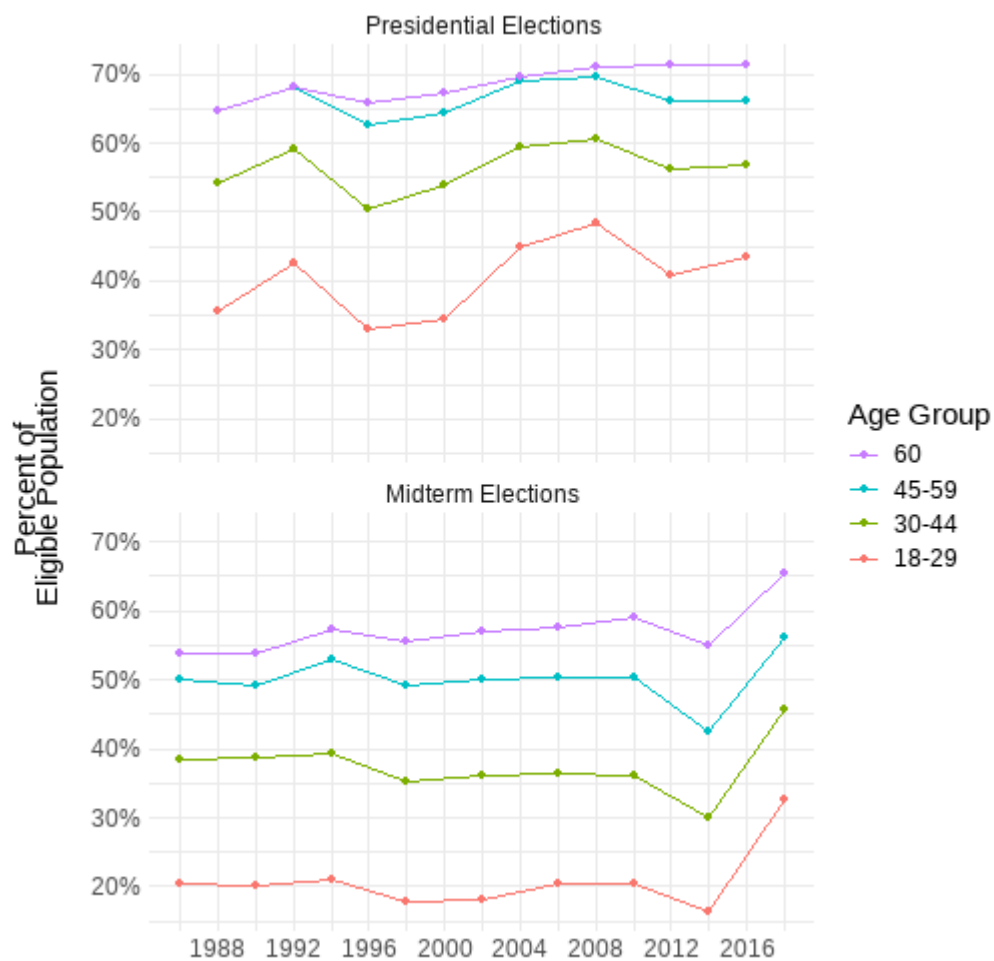 Presidential Elections
70%
60%
50%
40%
30%
20%
Percent of
Eligible Population
Midterm Elections
70%
60%
50%
40%
30%
20%
1988 1992 1996 2000 2004 2008 2012 2016
Age Group
60
45-59
30-44
18-29